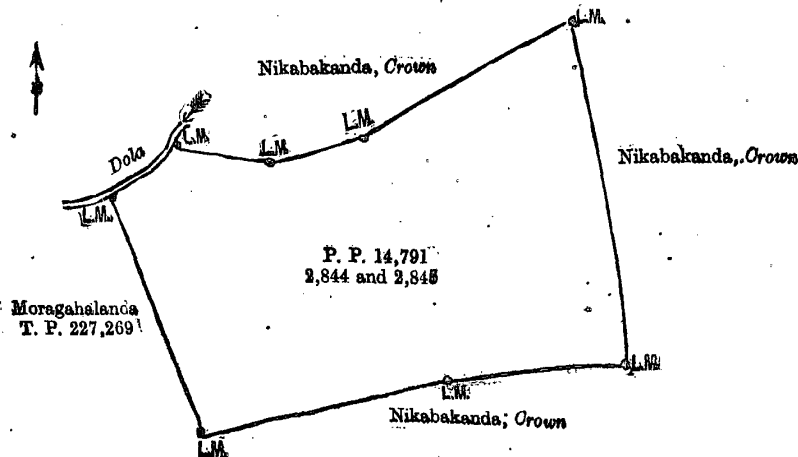 L.M.
Nikabakanda, Crown
L.M.
L.M.
L.M.
Dola
Nikabakanda, Crown
L.M.
P. P. 14,791
2,844 and 2,845
Moragahalanda
T. P. 227,269
L.M.
L.M.
Nikabakanda; Crown
L.M.